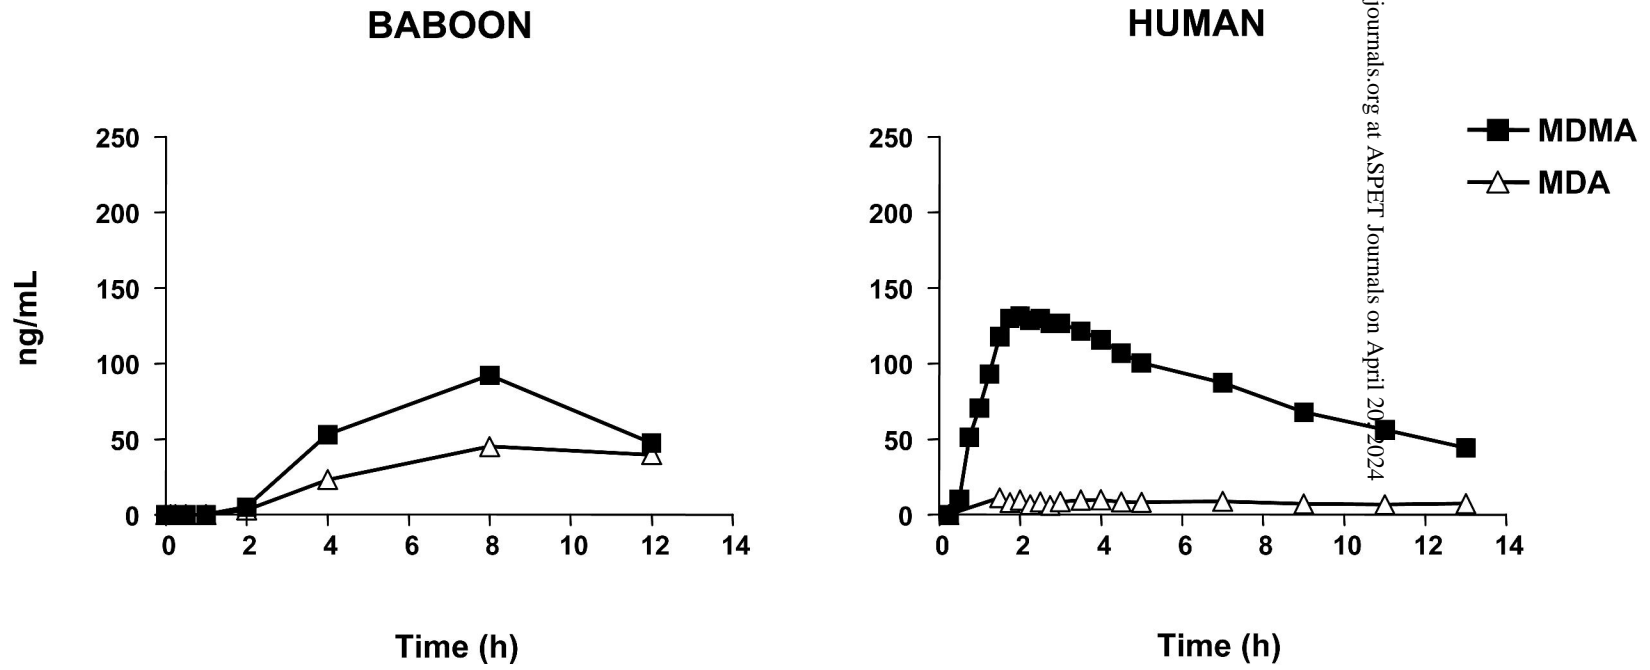 BABOON
HUMAN
250
200
150
100
50
0
ng/mL
0 2 4 6 8 10 12 14
Time (h)
250
200
150
100
50
0
0 2 4 6 8 10 12 14
Time (h)
MDMA
MDA
journals.org at ASPET Journals on April 20, 2024